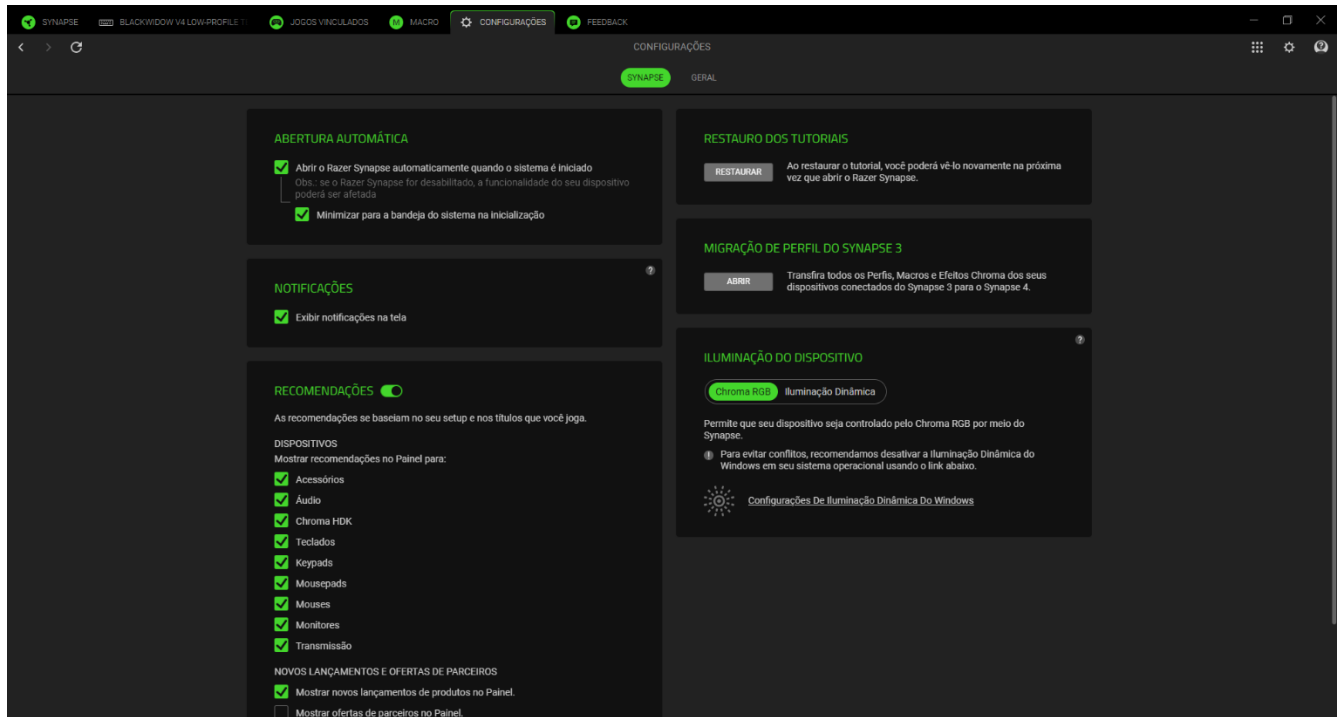 SYNAPSE
BLACKWIDOW V4 LOW-PROFILE T
JOGOS VINCULADOS
MACRO
CONFIGURAÇÕES
FEEDBACK
CONFIGURAÇÕES
SYNAPSE
GERAL
ABERTURA AUTOMÁTICA
Abrir o Razer Synapse automaticamente quando o sistema é iniciado
Obs.: se o Razer Synapse for desabilitado, a funcionalidade do seu dispositivo
poderá ser afetada
Minimizar para a bandeja do sistema na inicialização
NOTIFICAÇÕES
Exibir notificações na tela
RECOMENDAÇÕES
As recomendações se baseiam no seu setup e nos títulos que você joga.
DISPOSITIVOS
Mostrar recomendações no Painel para:
Acessórios
Áudio
Chroma HDK
Teclados
Keypads
Mousepads
Mouses
Monitores
Transmissão
NOVOS LANÇAMENTOS E OFERTAS DE PARCEIROS
Mostrar novos lançamentos de produtos no Painel.
Mostrar ofertas de parceiros no Painel.
RESTAURO DOS TUTORIAIS
RESTAURAR
Ao restaurar o tutorial, você poderá vê-lo novamente na próxima
vez que abrir o Razer Synapse.
MIGRAÇÃO DE PERFIL DO SYNAPSE 3
ABRIR
Transfira todos os Perfis, Macros e Efeitos Chroma dos seus
dispositivos conectados do Synapse 3 para o Synapse 4.
ILUMINAÇÃO DO DISPOSITIVO
Chroma RGB
Iluminação Dinâmica
Permite que seu dispositivo seja controlado pelo Chroma RGB por meio do
Synapse.
Para evitar conflitos, recomendamos desativar a Iluminação Dinâmica do
Windows em seu sistema operacional usando o link abaixo.
Configurações De Iluminação Dinâmica Do Windows